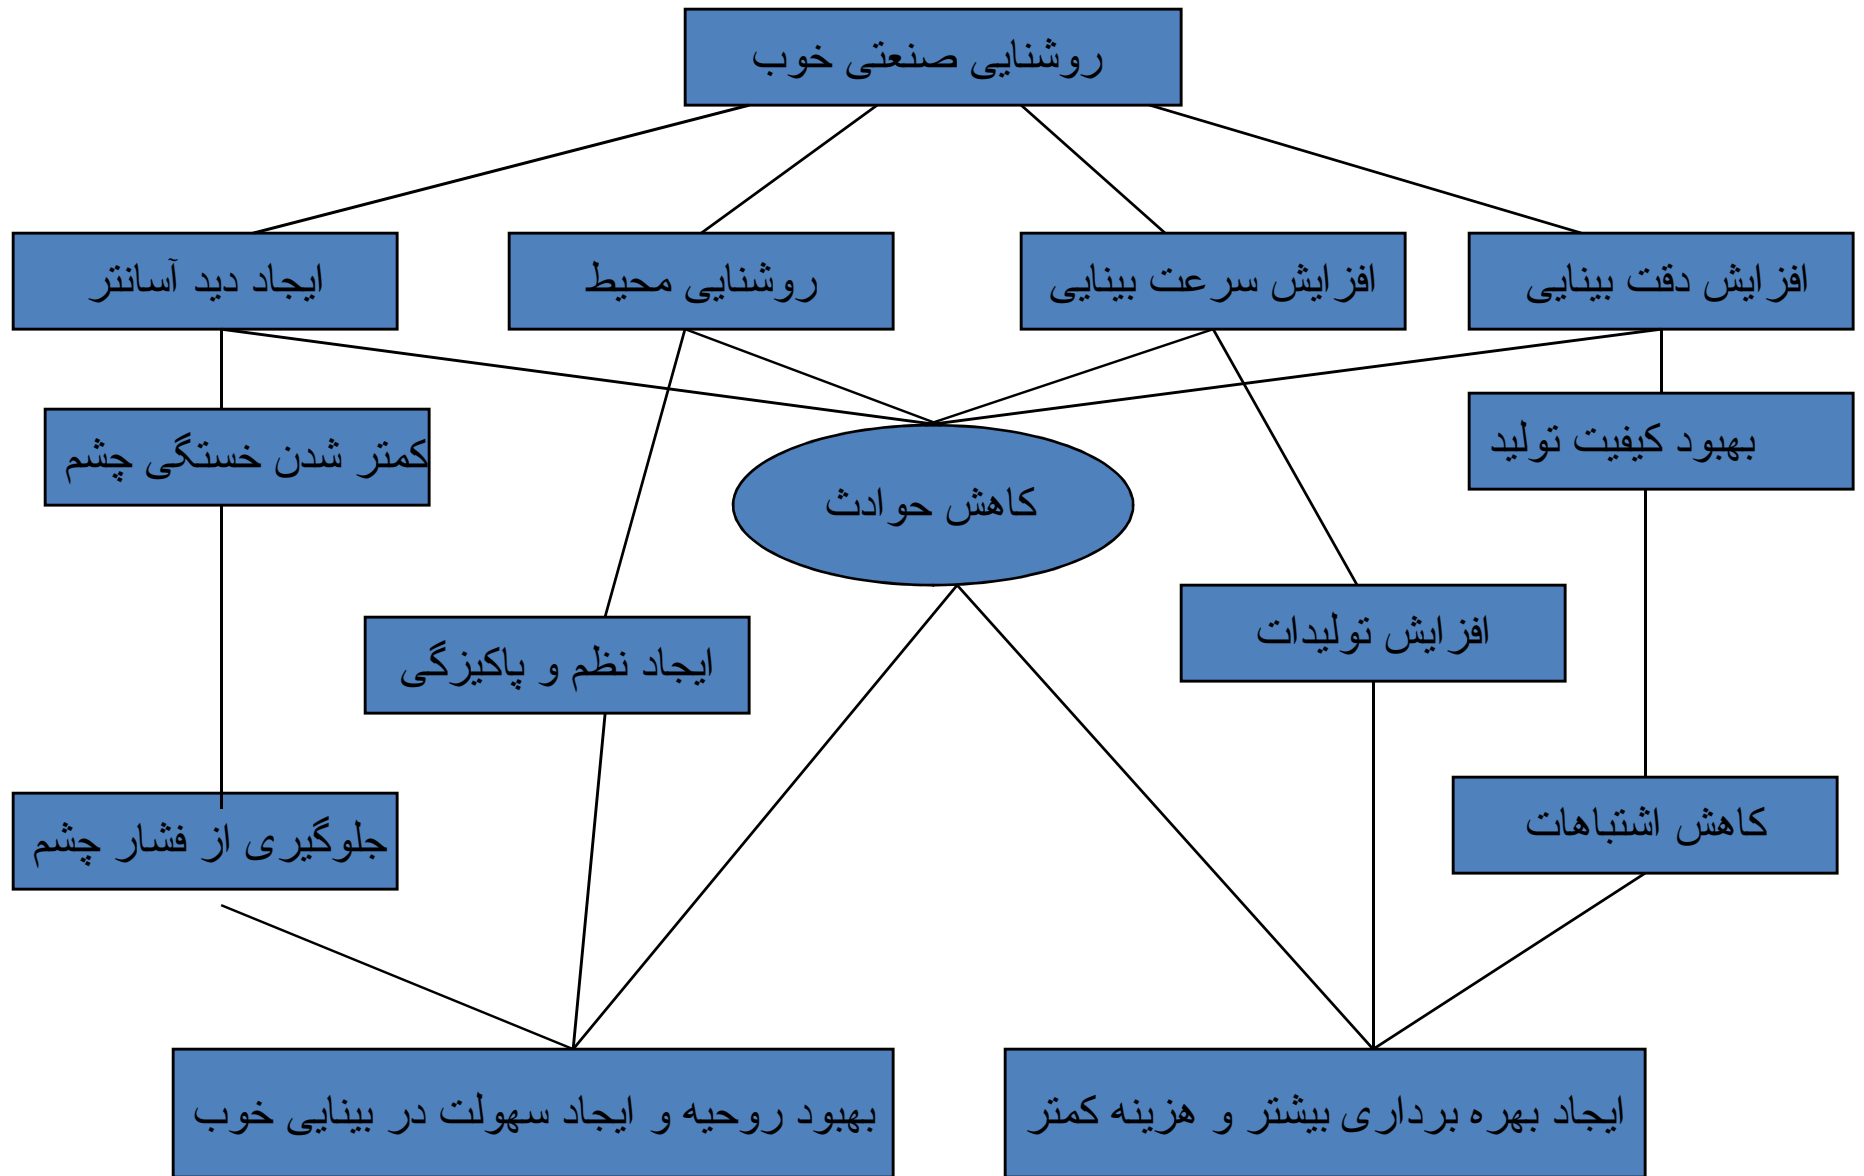 روشنایی صنعتی خوب
افزایش دقت بینایی
افزایش سرعت بینایی
روشنایی محیط
ایجاد دید آسانتر
بهبود کیفیت تولید
کمتر شدن خستگی چشم
کاهش حوادث
افزایش تولیدات
ایجاد نظم و پاکیزگی
کاهش اشتباهات
جلوگیری از فشار چشم
ایجاد بهره برداری بیشتر و هزینه کمتر
بهبود روحیه و ایجاد سهولت در بینایی خوب